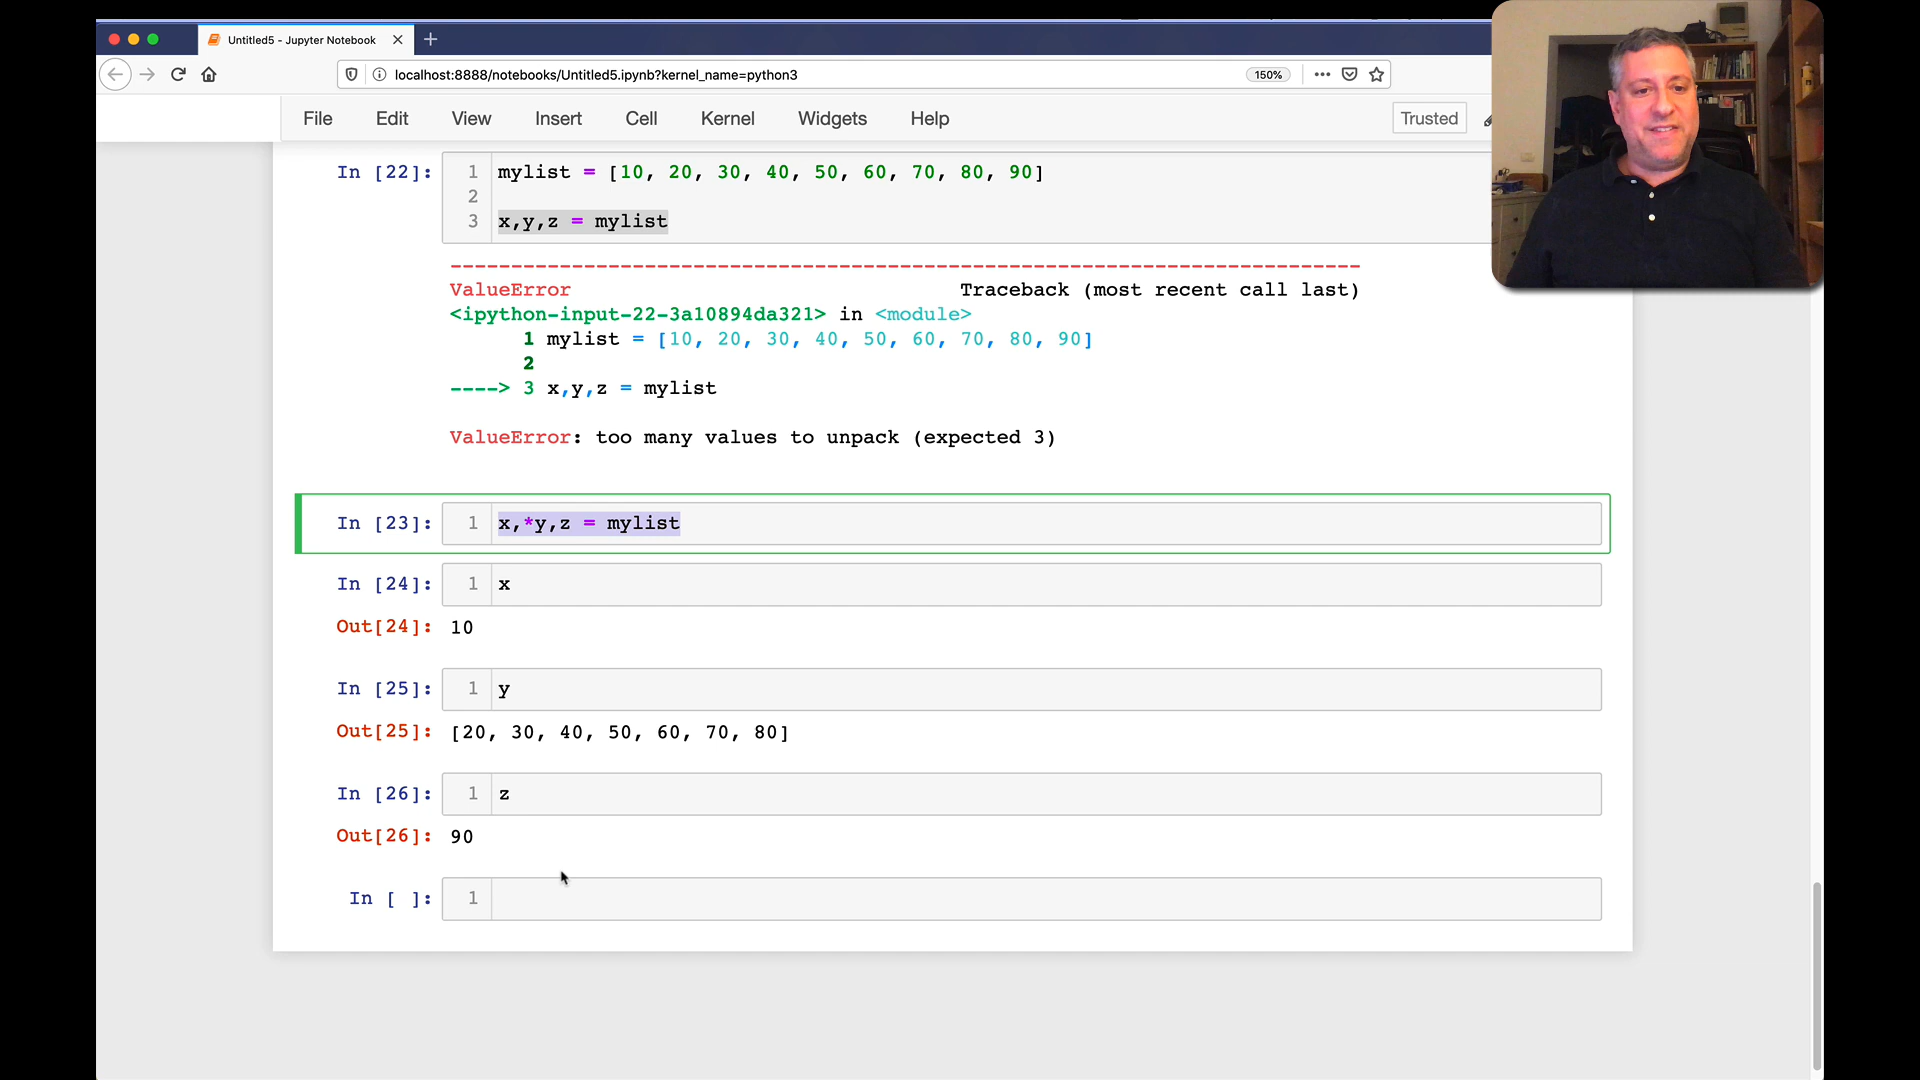 Untitled5 - Jupyter Notebook
localhost:8888/notebooks/Untitled5.ipynb?kernel_name=python3
150%
File Edit View Insert Cell Kernel Widgets Help
Trusted
In [22]:
1 mylist = [10, 20, 30, 40, 50, 60, 70, 80, 90]
2
3 x,y,z = mylist
---------------------------------------------------------------------------
ValueError Traceback (most recent call last)
<ipython-input-22-3a10894da321> in <module>
1 mylist = [10, 20, 30, 40, 50, 60, 70, 80, 90]
2
----> 3 x,y,z = mylist
ValueError: too many values to unpack (expected 3)
In [23]: 1 x,*y,z = mylist
In [24]: 1 x
Out[24]: 10
In [25]: 1 y
Out[25]: [20, 30, 40, 50, 60, 70, 80]
In [26]: 1 z
Out[26]: 90
In [ ]: 1